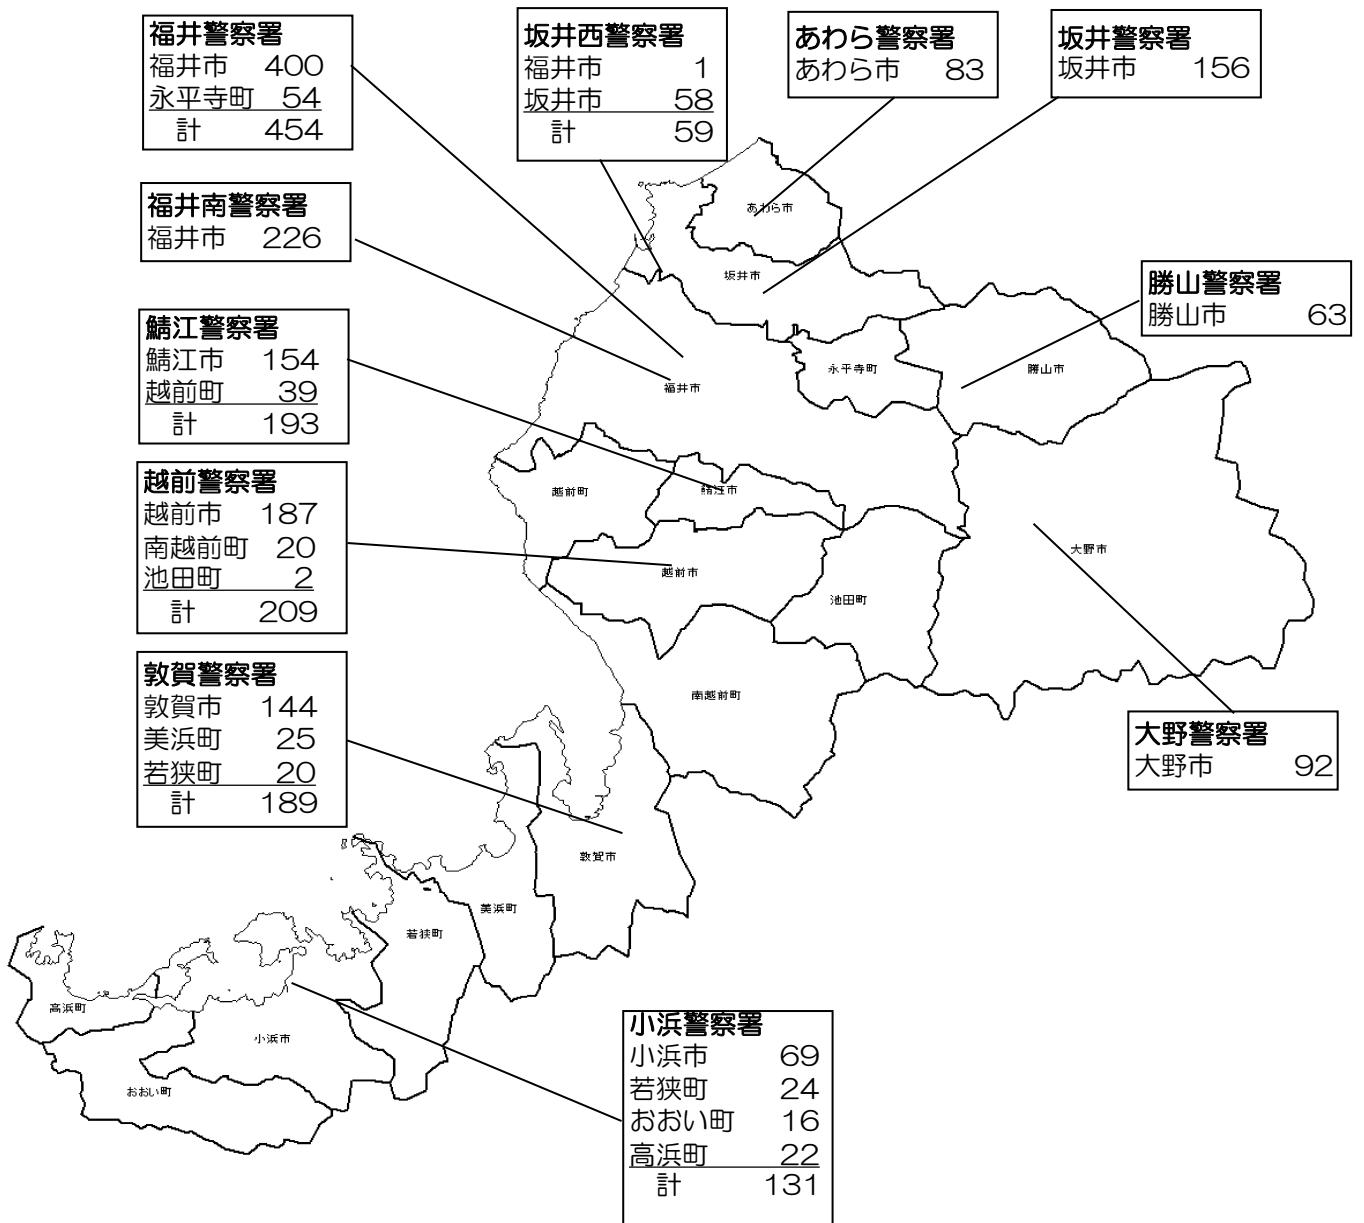 福井警察署
福井市 400
永平寺町 54
計 454
坂井西警察署
福井市 1
坂井市 58
計 59
あわら警察署
あわら市 83
坂井警察署
坂井市 156
福井南警察署
福井市 226
勝山警察署
勝山市 63
鯖江警察署
鯖江市 154
越前町 39
計 193
越前警察署
越前市 187
南越前町 20
池田町 2
計 209
敦賀警察署
敦賀市 144
美浜町 25
若狭町 20
計 189
大野警察署
大野市 92
小浜警察署
小浜市 69
若狭町 24
おおい町 16
高浜町 22
計 131
あわら市
坂井市
永平寺町
勝山市
福井市
越前町
鯖江市
大野市
越前市
池田町
南越前町
敦賀市
美浜町
若狭町
高浜町
小浜市
おおい町